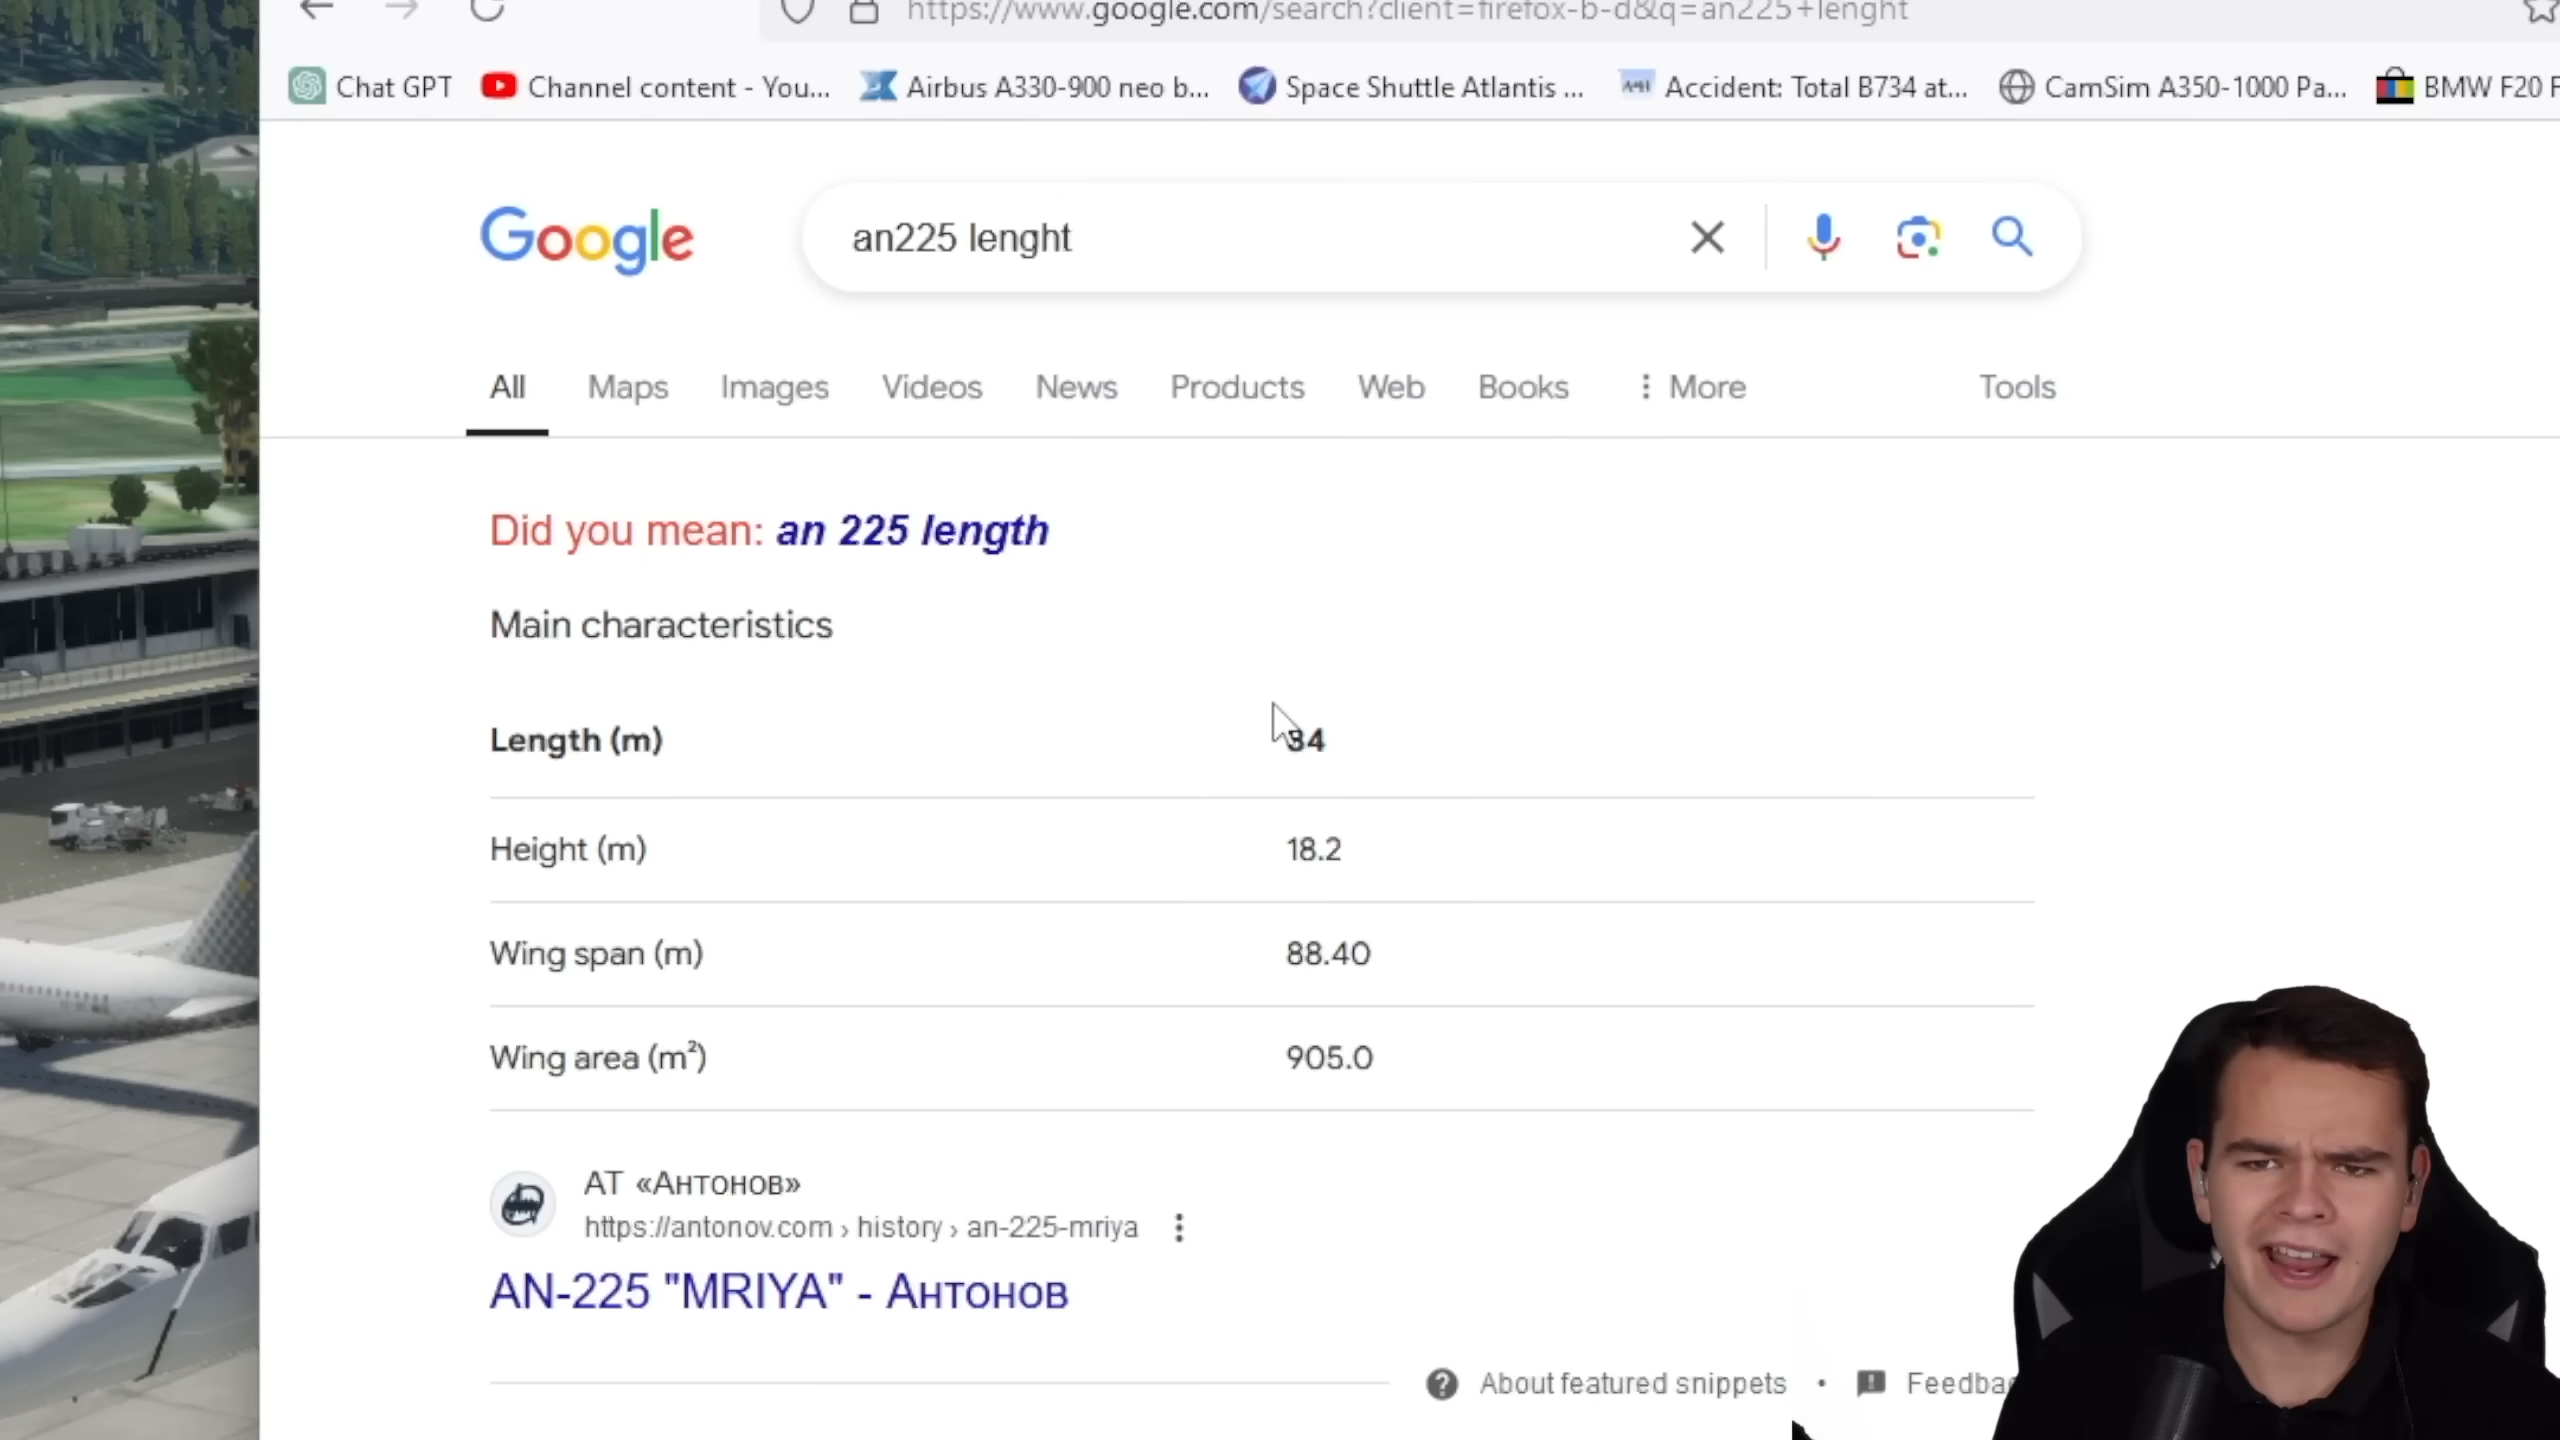 https://www.google.com/search?client=firefox-b-d&q=an225+lenght
Chat GPT
Channel content - You...
Airbus A330-900 neo b...
Space Shuttle Atlantis ...
Accident: Total B734 at...
CamSim A350-1000 Pa...
BMW F20 F
Google
an225 lenght
All
Maps
Images
Videos
News
Products
Web
Books
More
Tools
Did you mean: an 225 length
Main characteristics
Length (m) 84
Height (m) 18.2
Wing span (m) 88.40
Wing area (m²) 905.0
АТ «Антонов»
https://antonov.com › history › an-225-mriya
AN-225 "MRIYA" - Антонов
About featured snippets • Feedba